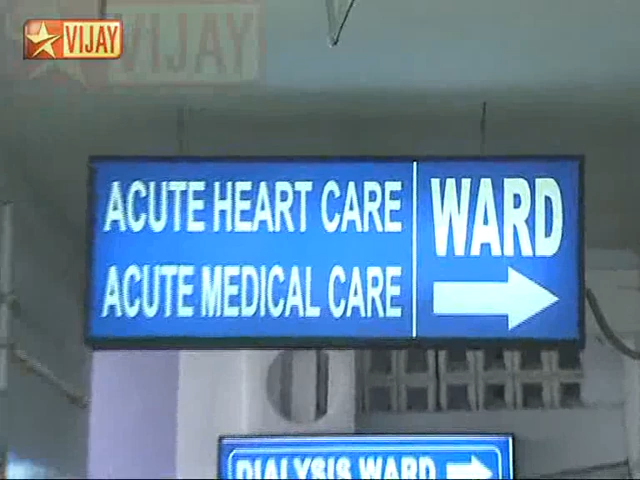 VIJAY
VIJAY
ACUTE HEART CARE
ACUTE MEDICAL CARE
WARD
DIALYSIS WARD